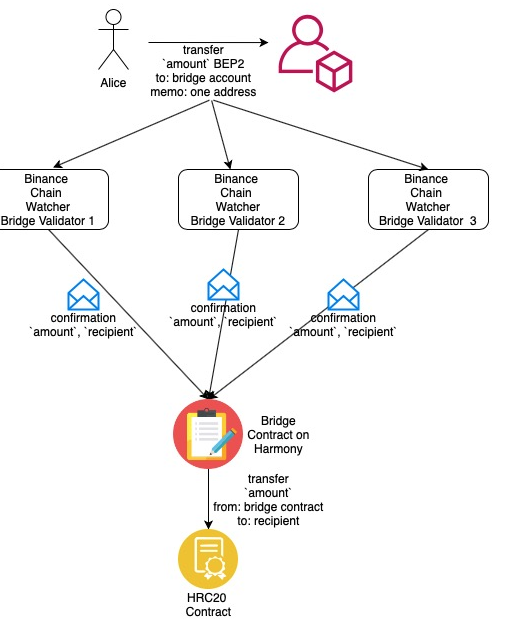 Alice
transfer
`amount` BEP2
to: bridge account
memo: one address
Binance
Chain
Watcher
Bridge Validator 1
Binance
Chain
Watcher
Bridge Validator 2
Binance
Chain
Watcher
Bridge Validator 3
confirmation
`amount`, `recipient`
confirmation
`amount`, `recipient`
confirmation
`amount`, `recipient`
Bridge
Contract on
Harmony
transfer
`amount`
from: bridge contract
to: recipient
HRC20
Contract